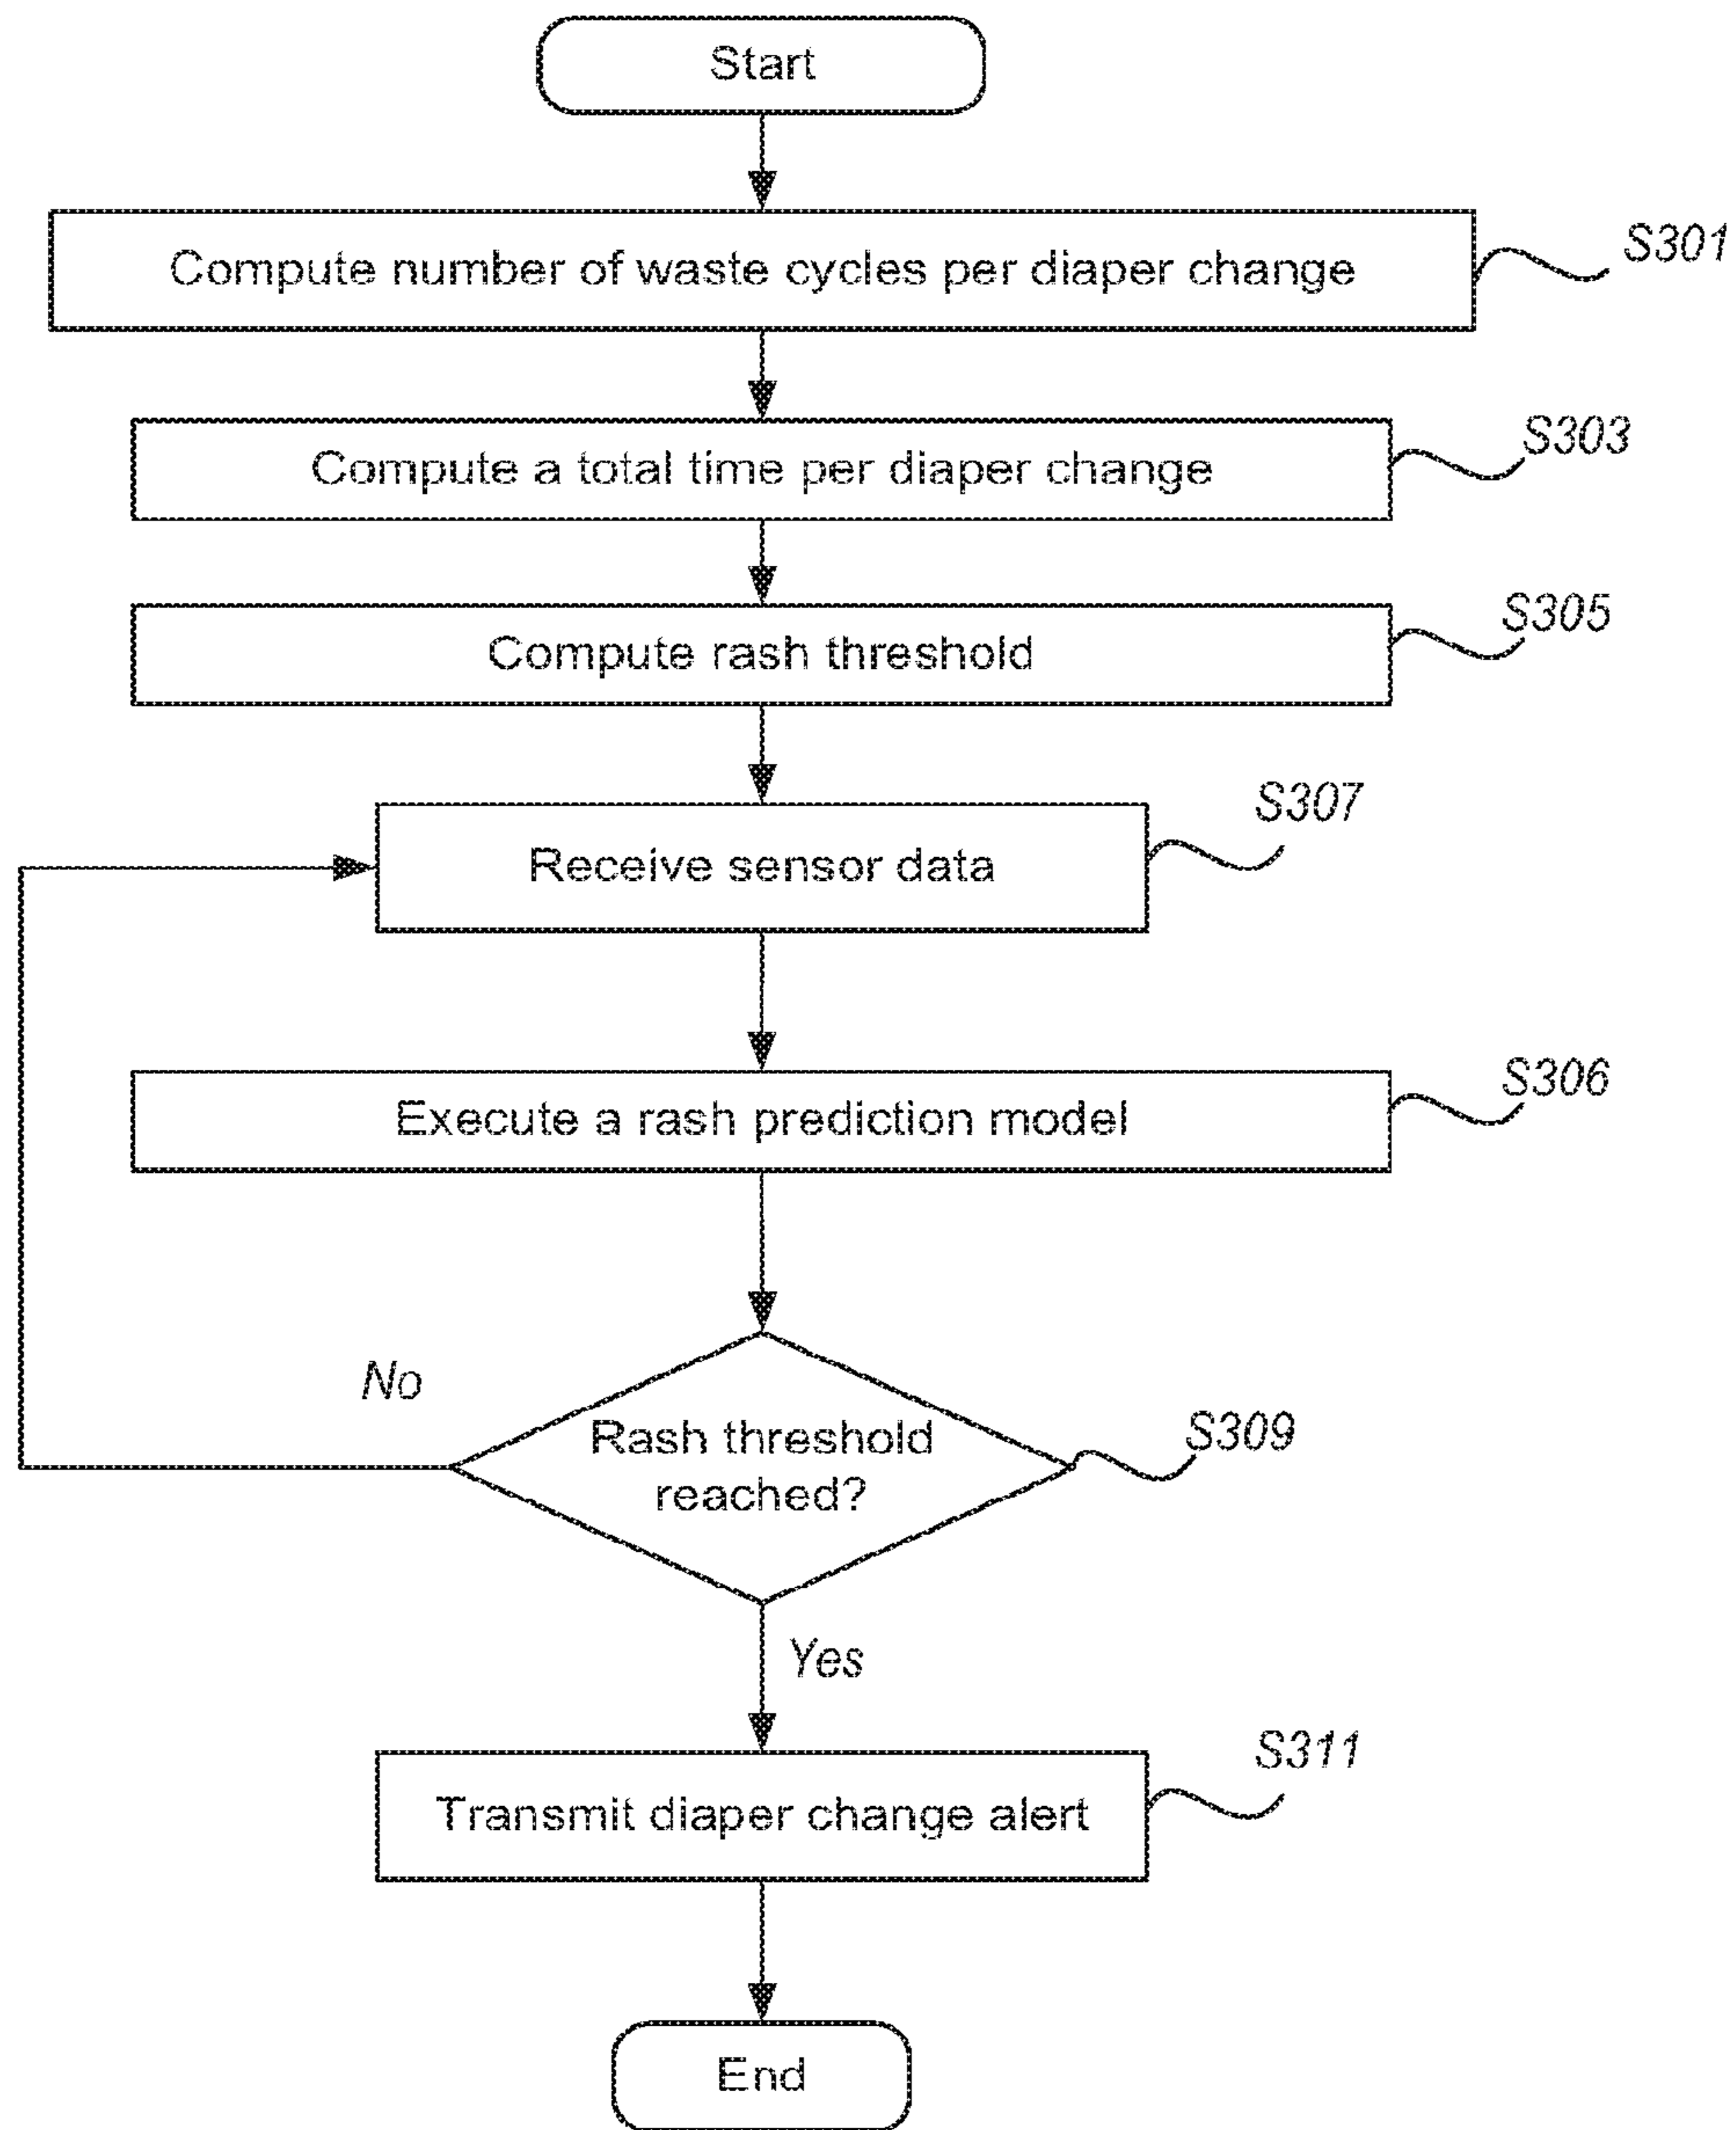 Start
Compute number of waste cycles per diaper change
S301
Compute a total time per diaper change
S303
Compute rash threshold
S305
Receive sensor data
S307
Execute a rash prediction model
S306
No
Rash threshold
reached?
S309
Yes
Transmit diaper change alert
S311
End